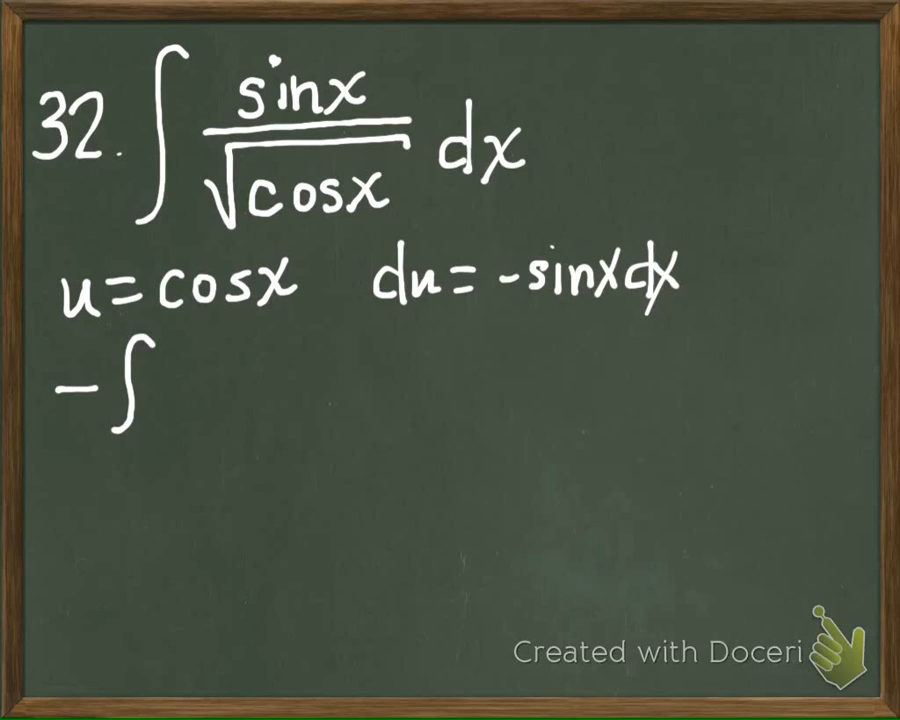 32. ∫ sinx/√cosx dx
u=cosx du=-sinxdx
-∫
Created with Doceri